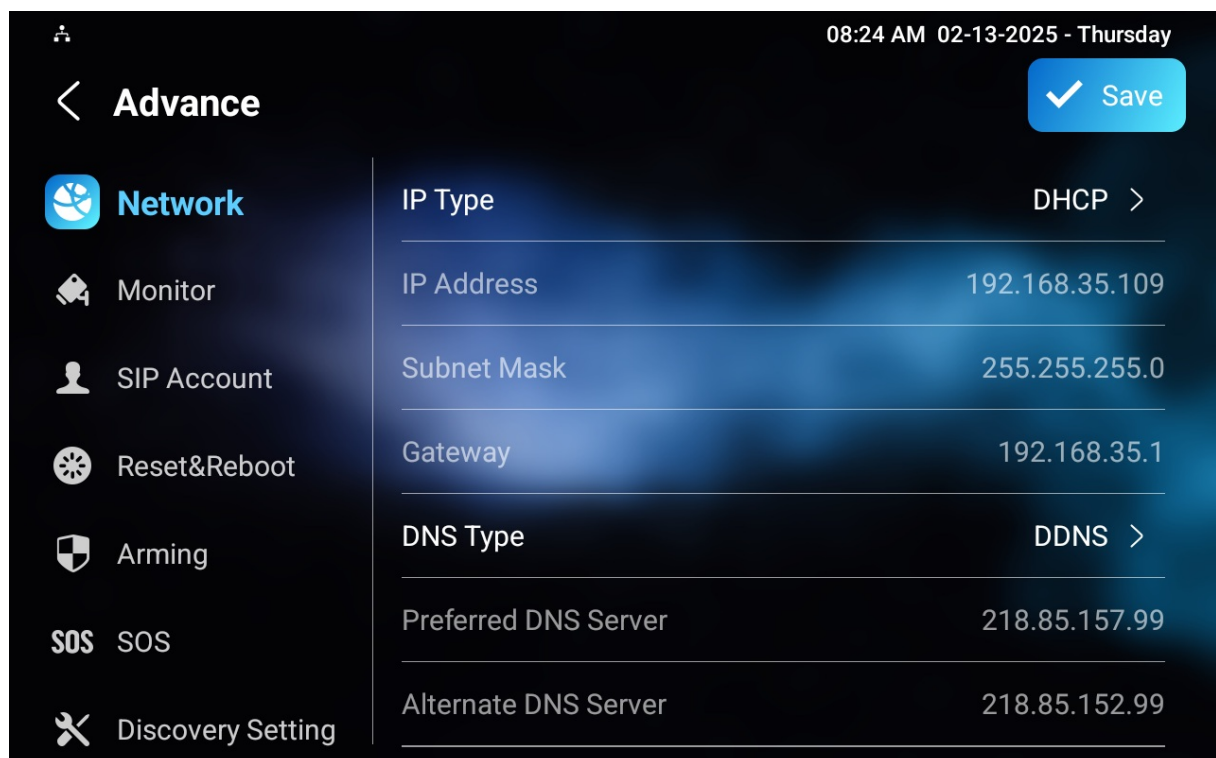 08:24 AM 02-13-2025 - Thursday
Advance
Save
Network
Monitor
SIP Account
Reset&Reboot
Arming
SOS SOS
Discovery Setting
IP Type DHCP
IP Address 192.168.35.109
Subnet Mask 255.255.255.0
Gateway 192.168.35.1
DNS Type DDNS
Preferred DNS Server 218.85.157.99
Alternate DNS Server 218.85.152.99